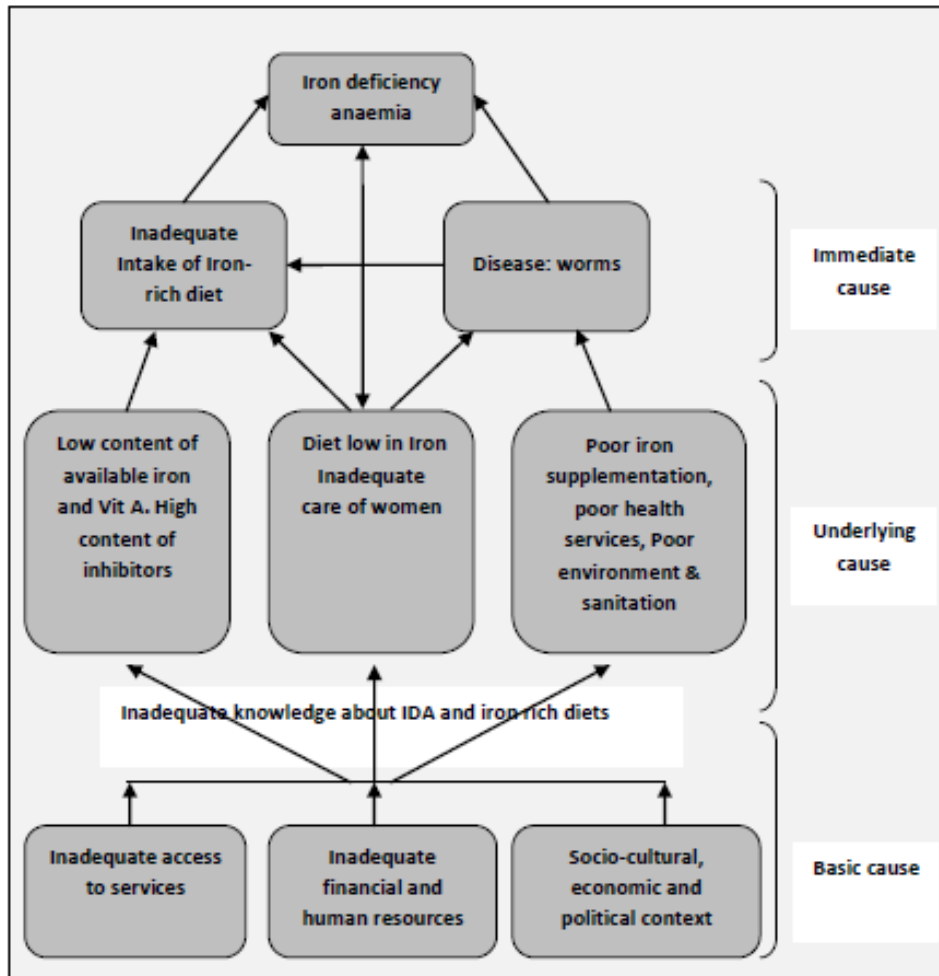 Iron deficiency
anaemia
Inadequate
Intake of Iron-
rich diet
Disease: worms
Immediate
cause
Low content of
available iron
and Vit A. High
content of
inhibitors
Diet low in Iron
Inadequate
care of women
Poor iron
supplementation,
poor health
services, Poor
environment &
sanitation
Underlying
cause
Inadequate knowledge about IDA and iron rich diets
Inadequate access
to services
Inadequate
financial and
human resources
Socio-cultural,
economic and
political context
Basic cause